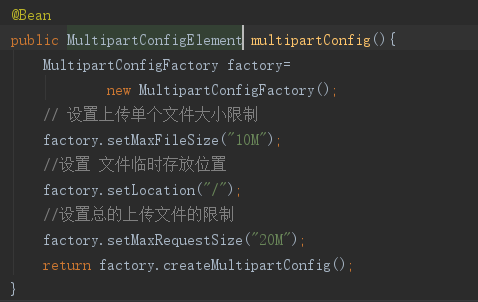 @Bean
public MultipartConfigElement multipartConfig(){
MultipartConfigFactory factory=
new MultipartConfigFactory();
// 设置上传单个文件大小限制
factory.setMaxFileSize("10M");
//设置 文件临时存放位置
factory.setLocation("/");
//设置总的上传文件的限制
factory.setMaxRequestSize("20M");
return factory.createMultipartConfig();
}